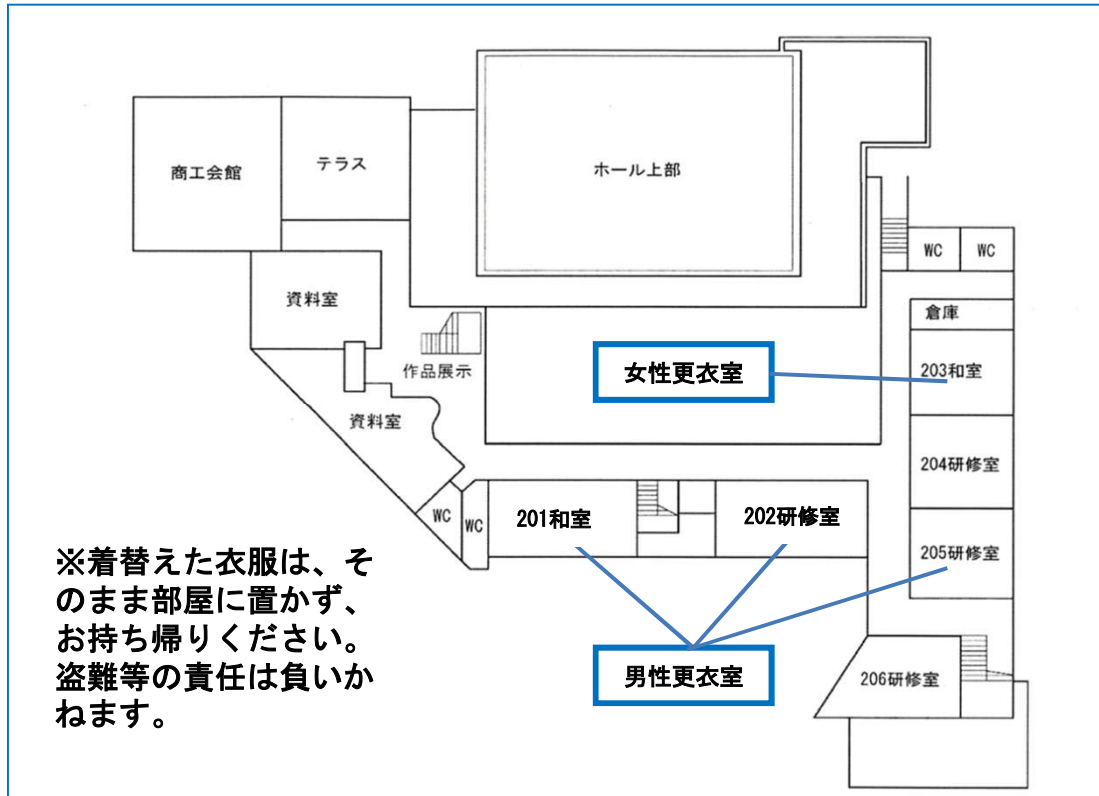 ホール上部
商工会館
テラス
WC
WC
資料室
倉庫
作品展示
女性更衣室
203和室
資料室
204研修室
WC
WC
201和室
202研修室
205研修室
※着替えた衣服は、そ
のまま部屋に置かず、
お持ち帰りください。
盗難等の責任は負いか
ねます。
男性更衣室
206研修室